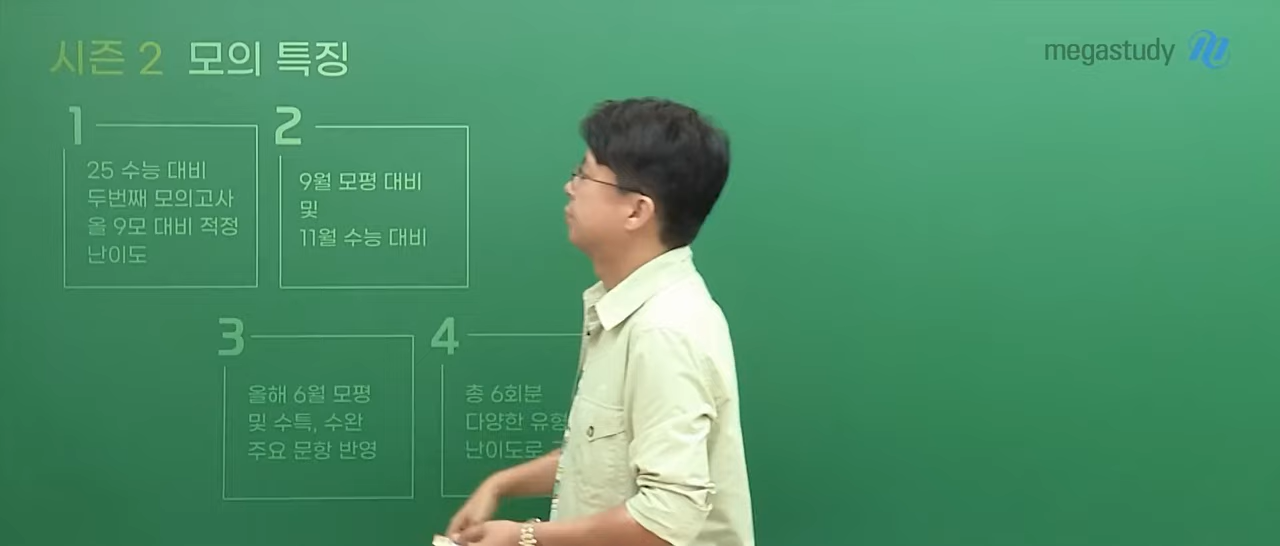 시즌 2 모의 특징
megastudy
1
25 수능 대비
두번째 모의고사
올 9모 대비 적정
난이도
2
9월 모평 대비
및
11월 수능 대비
3
올해 6월 모평
및 수특, 수완
주요 문항 반영
4
총 6회분
다양한 유형
난이도로